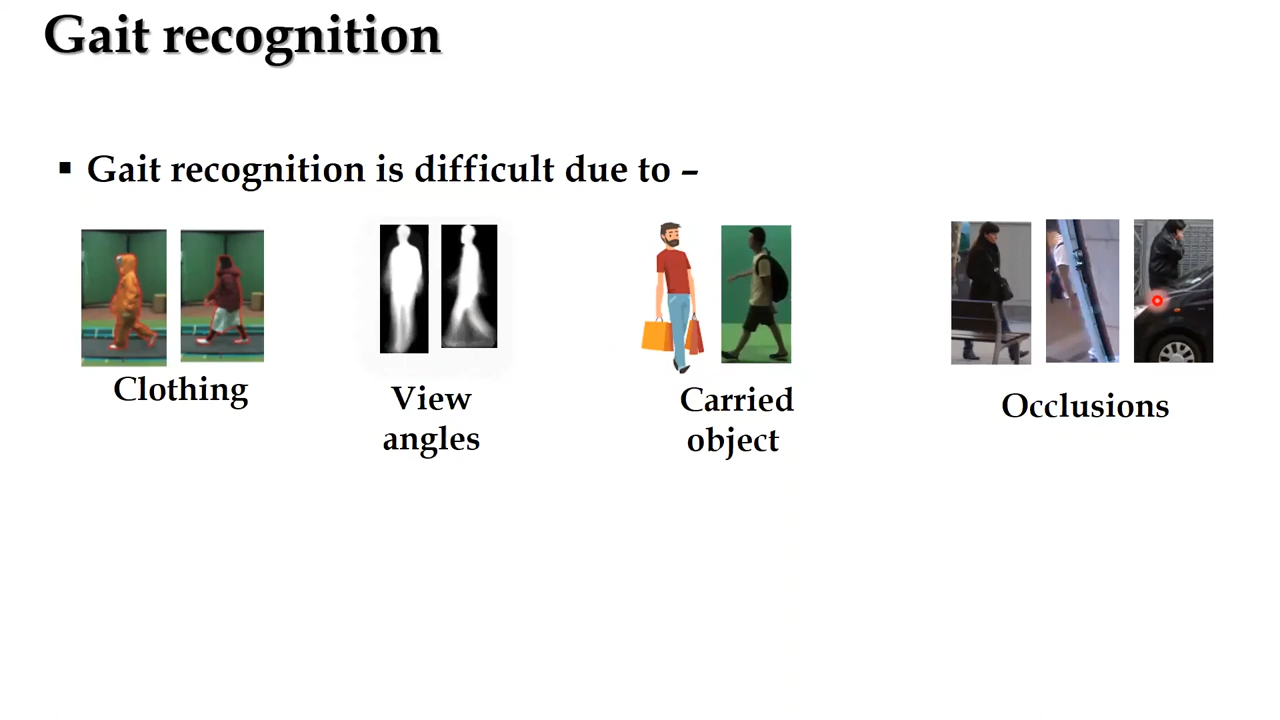 Gait recognition
▪ Gait recognition is difficult due to –
Clothing
View
angles
Carried
object
Occlusions